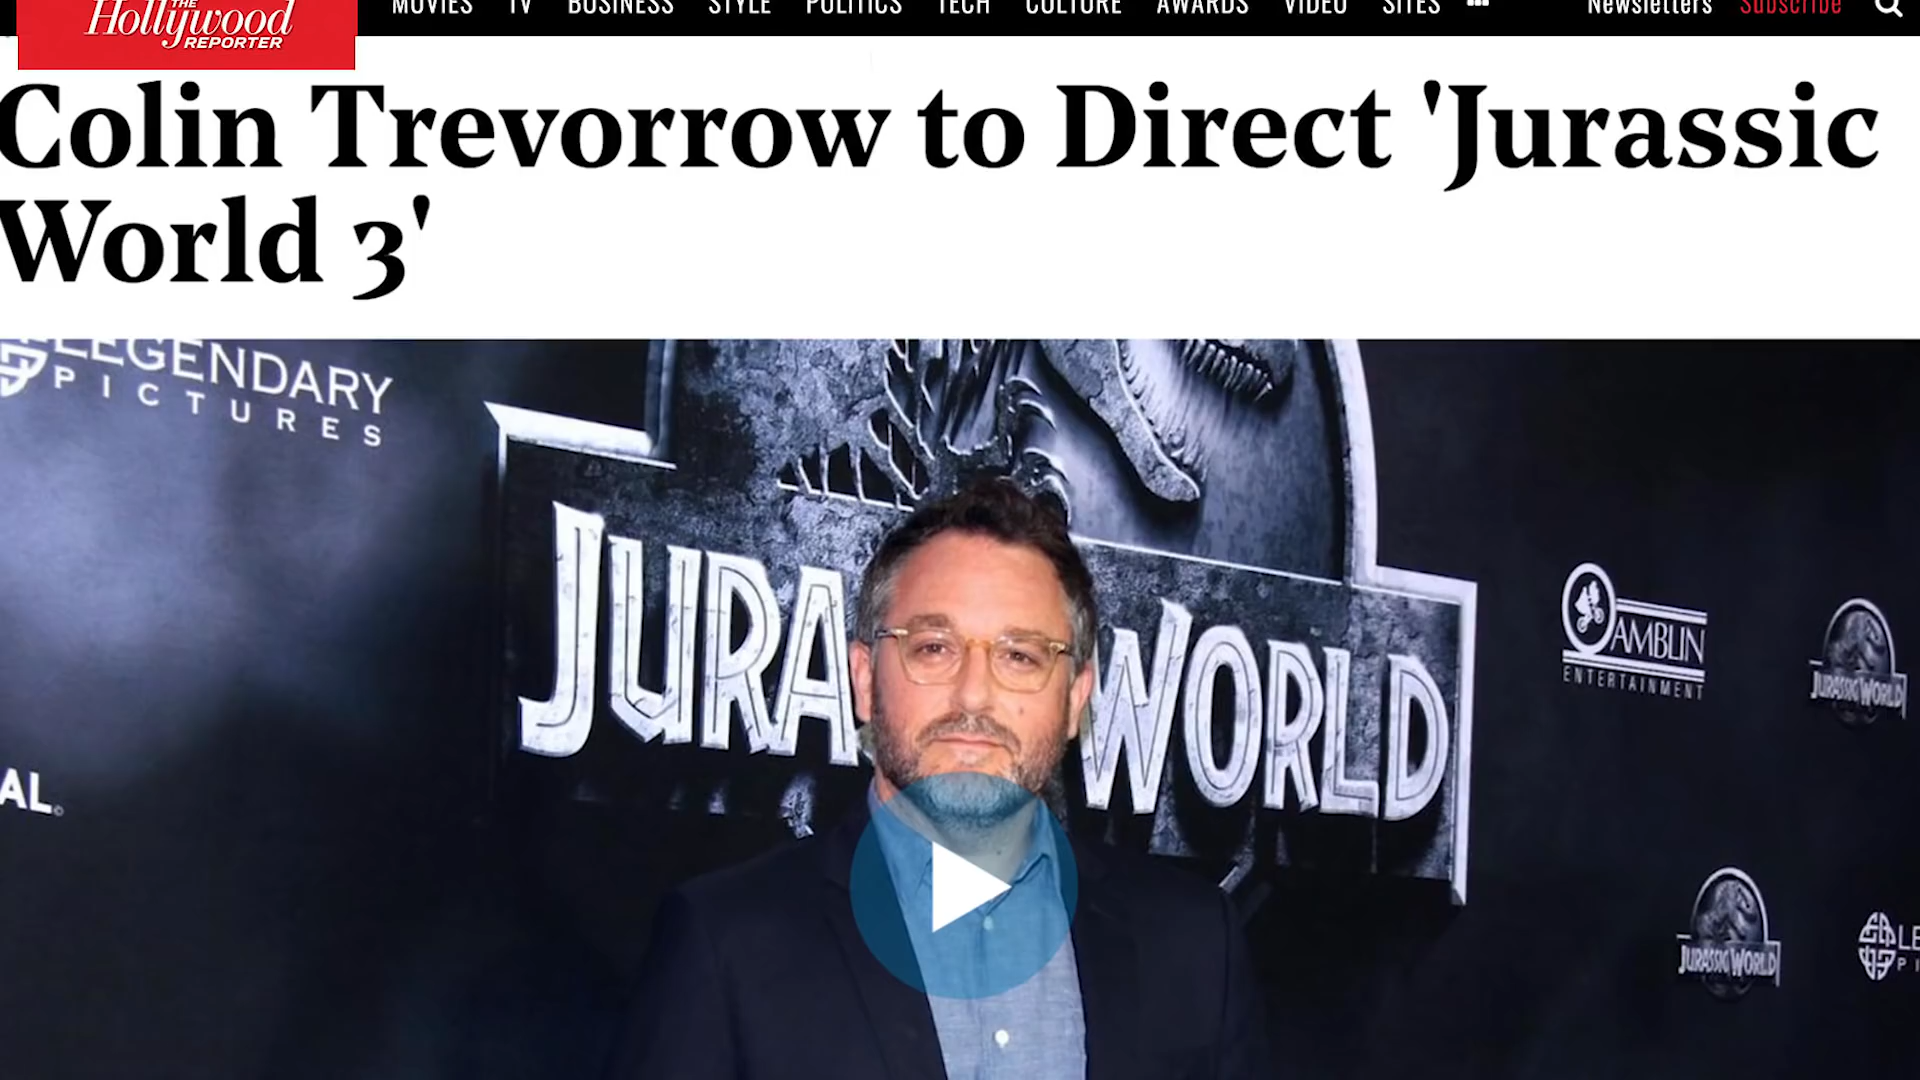 THE
Hollywood
REPORTER
MOVIES TV BUSINESS STYLE POLITICS TECH CULTURE AWARDS VIDEO SITES ••• Newsletters Subscribe
Colin Trevorrow to Direct 'Jurassic
World 3'
LEGENDARY
PICTURES
JURA WORLD
AMBLIN
ENTERTAINMENT
JURASSIC WORLD
AL
JURASSIC WORLD
LE
P I